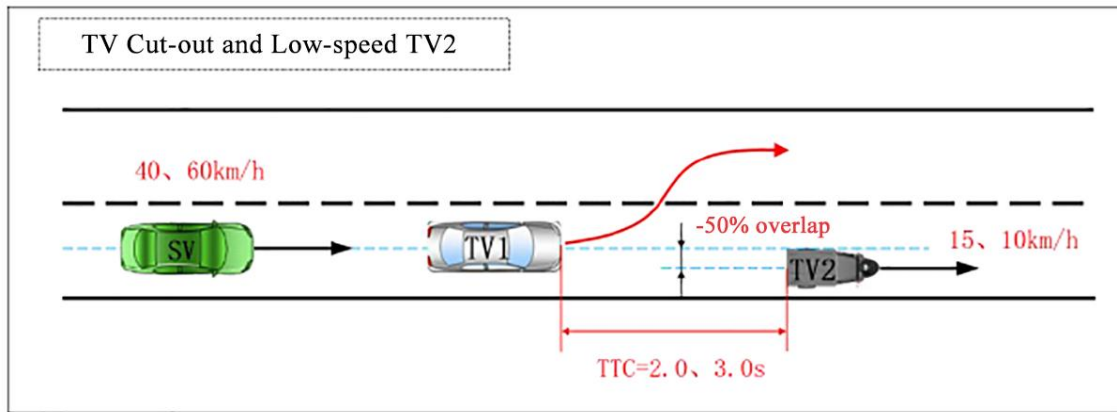 TV Cut-out and Low-speed TV2
40、60km/h
-50% overlap
15、10km/h
SV
TV1
TV2
TTC=2.0、3.0s